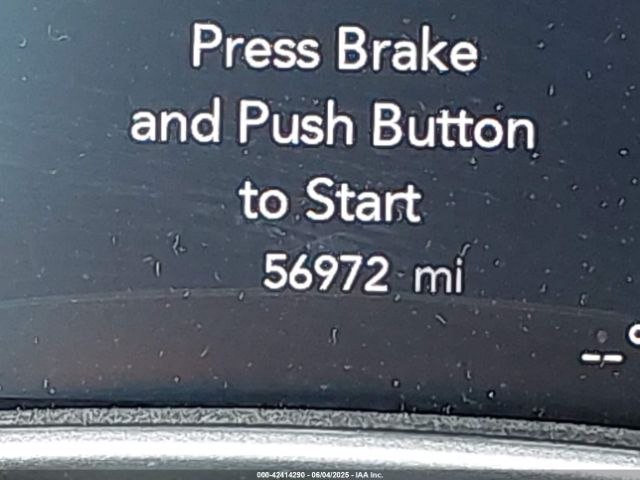 Press Brake
and Push Button
to Start
56972 mi
--°
000-42414290 - 06/04/2025 - IAA Inc.